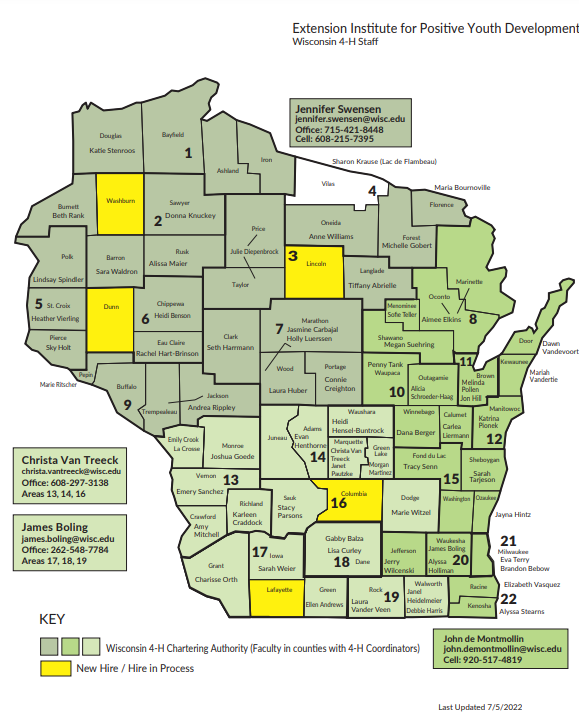 Extension Institute for Positive Youth Developmen
Wisconsin 4-H Staff
Jennifer Swensen
jennifer.swensen@wisc.edu
Office: 715-421-8448
Cell: 608-215-7395
Douglas
Katie Stenroos
Bayfield
1
Ashland
Iron
Sharon Krause (Lac de Flambeau)
Vilas
4
Maria Bournoville
Florence
Burnett
Beth Rank
Washburn
Sawyer
2 Donna Knuckey
Price
Julie Diepenbrock
Taylor
Oneida
Anne Williams
Forest
Michelle Gobert
Polk
Lindsay Spindler
Barron
Sara Waldron
Rusk
Alissa Maier
3
Lincoln
Langlade
Tiffany Abrielle
Marinette
Oconto
Aimee Elkins 8
5 St. Croix
Heather Vierling
Dunn
Chippewa
6 Heidi Benson
Menominee
Sofie Teller
Pierce
Sky Holt
Eau Claire
Rachel Hart-Brinson
Clark
Seth Harrmann
7
Marathon
Jasmine Carbajal
Holly Luerssen
Shawano
Megan Suehring
Door
Dawn
Vandevoort
Kewaunee
Mariah
Vandertie
Pepin
Marie Ritscher
Buffalo
9
Trempealeau
Jackson
Andrea Rippley
Wood
Laura Huber
Portage
Connie
Creighton
Penny Tank
Waupaca
10
Outagamie
Alicia
Schroeder-Haag
11
Brown
Melinda
Pollen
Jon Hill
Manitowoc
Katrina
Pionek
12
Emily Crook
La Crosse
Monroe
Joshua Goede
Juneau
Adams
Evan
Henthorne
14
Waushara
Heidi
Hensel-Buntrock
Marquette
Christa Van
Treeck
Janet
Pautzke
Green
Lake
Morgan
Martinez
Winnebago
Dana Berger
Calumet
Carlea
Liermann
Fond du Lac
Tracy Senn
15
Sheboygan
Sarah
Tarjeson
Christa Van Treeck
christa.vantreeck@wisc.edu
Office: 608-297-3138
Areas 13, 14, 16
Vernon
13
Emery Sanchez
Crawford
Amy
Mitchell
Richland
Karleen
Craddock
Sauk
Stacy
Parsons
Columbia
16
Dodge
Marie Witzel
Washington
Ozaukee
Jayna Hintz
James Boling
james.boling@wisc.edu
Office: 262-548-7784
Areas 17, 18, 19
Grant
Charisse Orth
17 Iowa
Sarah Weier
Gabby Balza
Lisa Curley
18 Dane
Jefferson
Jerry
Wilcenski
Waukesha
James Boling
Alyssa
Holliman
20
21
Milwaukee
Eva Terry
Brandon Bebow
Lafayette
Green
Ellen Andrews
Rock
Laura
Vander Veen
19
Walworth
Janel
Heidelmeier
Debbie Harris
Racine
Kenosha
Elizabeth Vasquez
22
Alyssa Stearns
KEY
Wisconsin 4-H Chartering Authority (Faculty in counties with 4-H Coordinators)
New Hire / Hire in Process
John de Montmollin
john.demontmollin@wisc.edu
Cell: 920-517-4819
Last Updated 7/5/2022